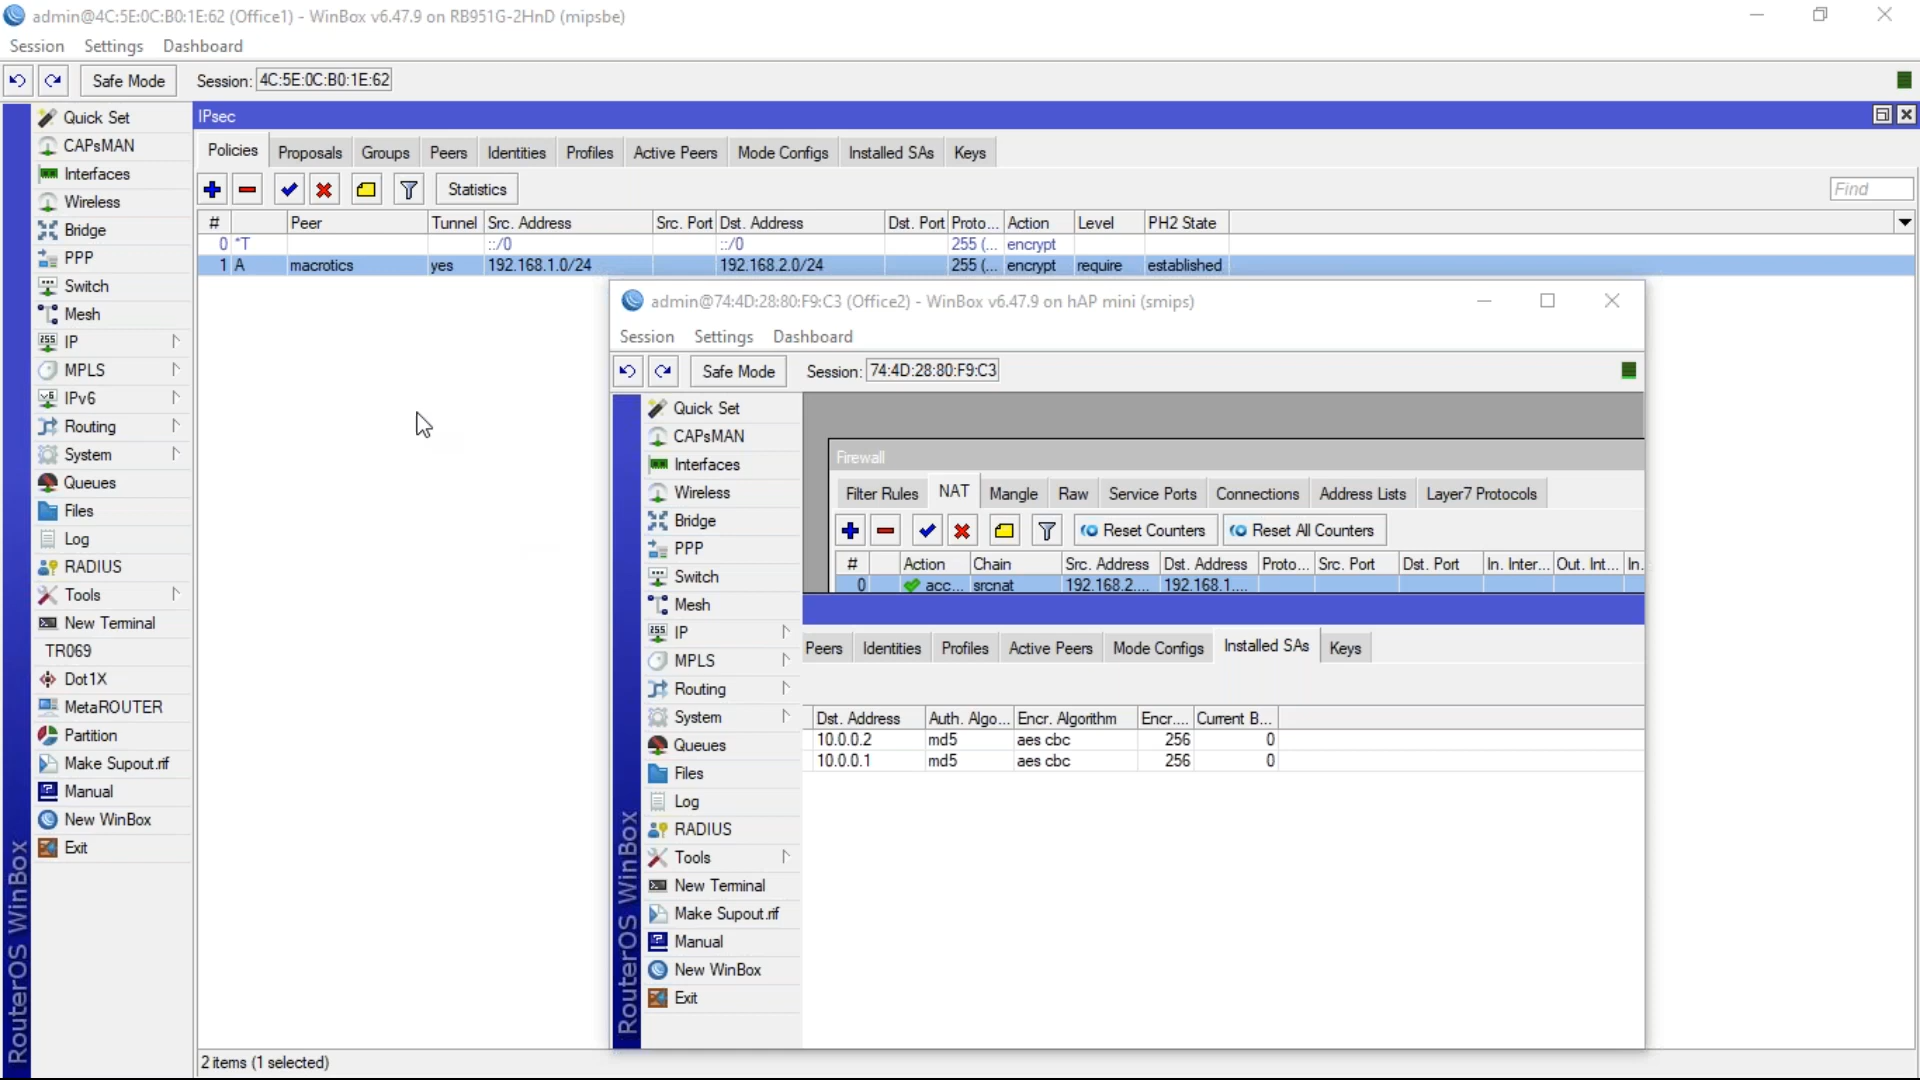 admin@4C:5E:0C:B0:1E:62 (Office1) - WinBox v6.47.9 on RB951G-2HnD (mipsbe)
Session Settings Dashboard
Safe Mode Session: 4C:5E:0C:B0:1E:62
IPsec
Policies Proposals Groups Peers Identities Profiles Active Peers Mode Configs Installed SAs Keys
Statistics Find
# Peer Tunnel Src. Address Src. Port Dst. Address Dst. Port Proto... Action Level PH2 State
0 *T ::/0 ::/0 255 (... encrypt
1 A macrotics yes 192.168.1.0/24 192.168.2.0/24 255 (... encrypt require established
Quick Set
CAPsMAN
Interfaces
Wireless
Bridge
PPP
Switch
Mesh
IP
MPLS
IPv6
Routing
System
Queues
Files
Log
RADIUS
Tools
New Terminal
TR069
Dot1X
MetaROUTER
Partition
Make Supout.rif
Manual
New WinBox
Exit
RouterOS WinBox
2 items (1 selected)
admin@74:4D:28:80:F9:C3 (Office2) - WinBox v6.47.9 on hAP mini (smips)
Session Settings Dashboard
Safe Mode Session: 74:4D:28:80:F9:C3
Quick Set
CAPsMAN
Interfaces
Wireless
Bridge
PPP
Switch
Mesh
IP
MPLS
Routing
System
Queues
Files
Log
RADIUS
Tools
New Terminal
Make Supout.rif
Manual
New WinBox
Exit
RouterOS WinBox
Firewall
Filter Rules NAT Mangle Raw Service Ports Connections Address Lists Layer7 Protocols
Reset Counters Reset All Counters
# Action Chain Src. Address Dst. Address Proto... Src. Port Dst. Port In. Inter... Out. Int... In.
0 acc... srcnat 192.168.2.... 192.168.1....
Peers Identities Profiles Active Peers Mode Configs Installed SAs Keys
Dst. Address Auth. Algo... Encr. Algorithm Encr.... Current B...
10.0.0.2 md5 aes cbc 256 0
10.0.0.1 md5 aes cbc 256 0